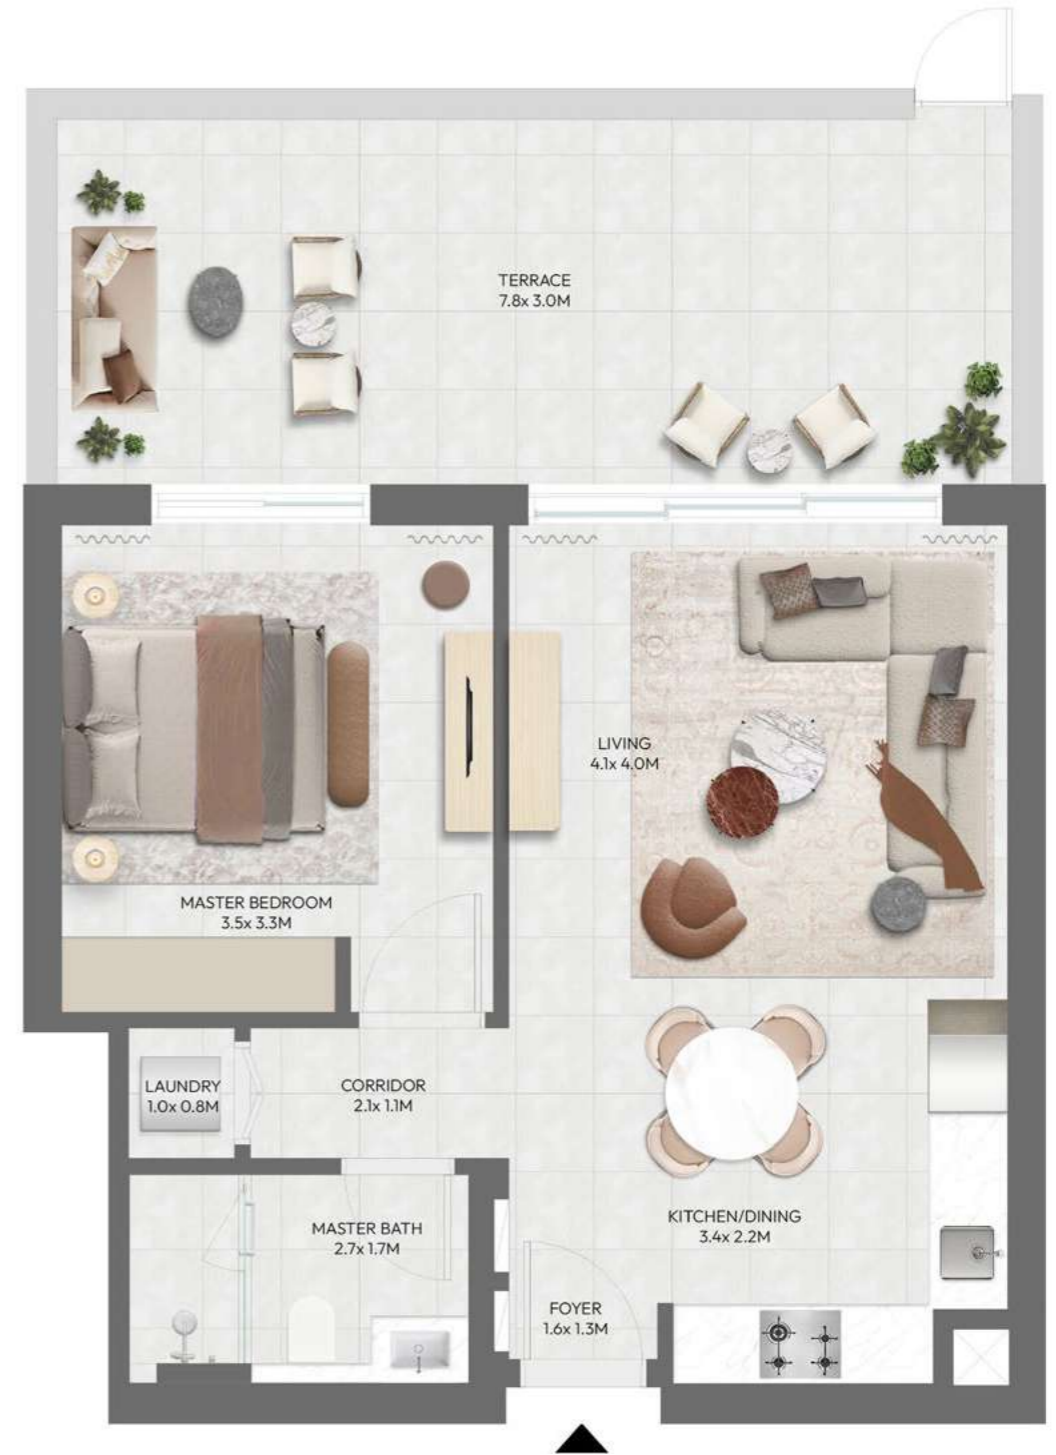 TERRACE
7.8x 3.0M
LIVING
4.1x 4.0M
MASTER BEDROOM
3.5x 3.3M
LAUNDRY
1.0x 0.8M
CORRIDOR
2.1x 1.1M
MASTER BATH
2.7x 1.7M
KITCHEN/DINING
3.4x 2.2M
FOYER
1.6x 1.3M